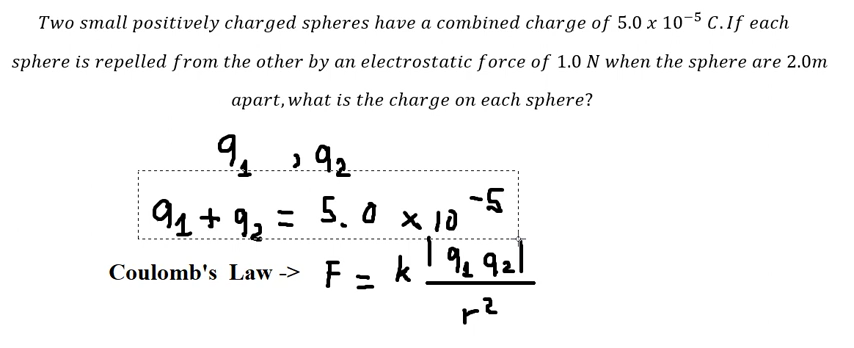 Two small positively charged spheres have a combined charge of 5.0 x 10⁻⁵ C.If each
sphere is repelled from the other by an electrostatic force of 1.0 N when the sphere are 2.0m
apart,what is the charge on each sphere?
q₁ , q₂
q₁ + q₂ = 5.0 × 10⁻⁵
Coulomb's Law -> F = k |q₁ q₂| / r²